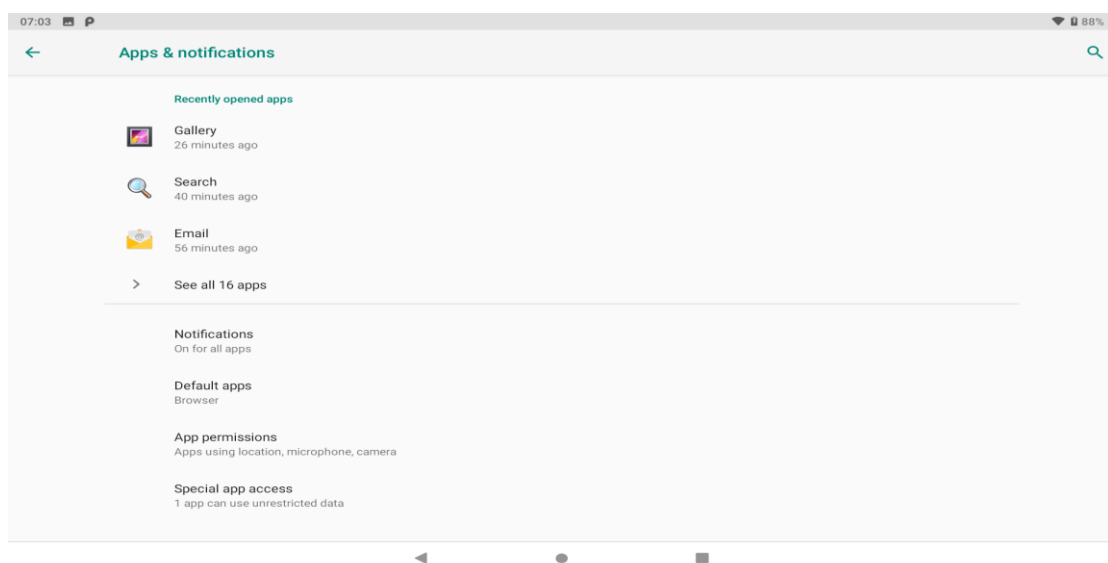 07:03 88%
Apps & notifications
Recently opened apps
Gallery
26 minutes ago
Search
40 minutes ago
Email
56 minutes ago
See all 16 apps
Notifications
On for all apps
Default apps
Browser
App permissions
Apps using location, microphone, camera
Special app access
1 app can use unrestricted data